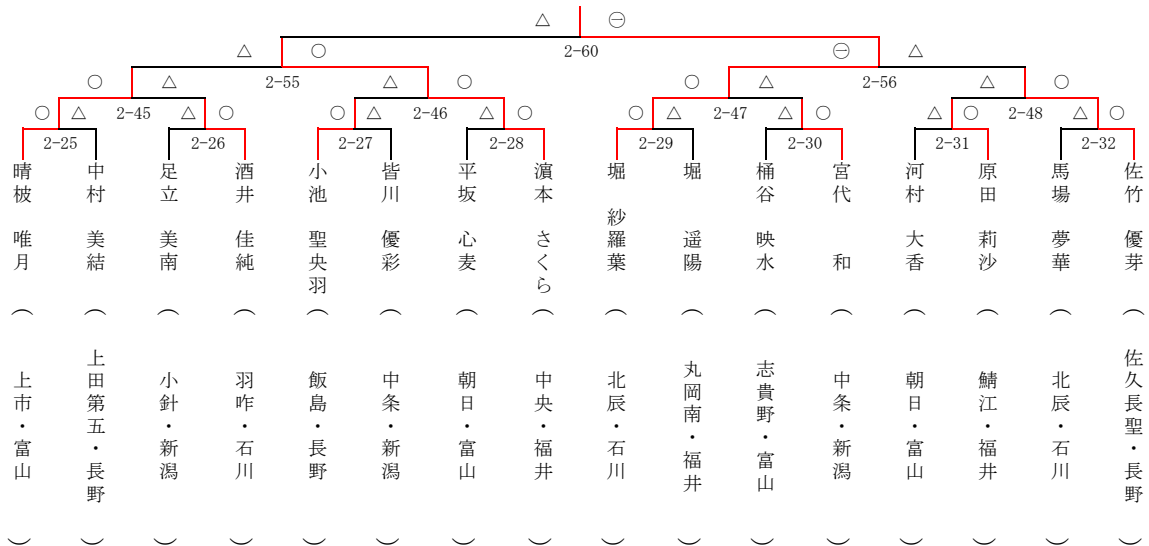 △ ㊀
△ ○ 2-60 ㊀ △
○ △ 2-55 △ ○ ○ △ 2-56 △ ○
○ △ 2-45 △ ○ ○ △ 2-46 △ ○ ○ △ 2-47 △ ○ △ ○ 2-48 △ ○
2-25 2-26 2-27 2-28 2-29 2-30 2-31 2-32
晴柀 唯月 (上市・富山)
中村 美結 (上田第五・長野)
足立 美南 (小針・新潟)
酒井 佳純 (羽咋・石川)
小池 聖央羽 (飯島・長野)
皆川 優彩 (中条・新潟)
平坂 心麦 (朝日・富山)
濵本 さくら (中央・福井)
堀 紗羅葉 (北辰・石川)
堀 遥陽 (丸岡南・福井)
桶谷 映水 (志貴野・富山)
宮代 和 (中条・新潟)
河村 大香 (朝日・富山)
原田 莉沙 (鯖江・福井)
馬場 夢華 (北辰・石川)
佐竹 優芽 (佐久長聖・長野)